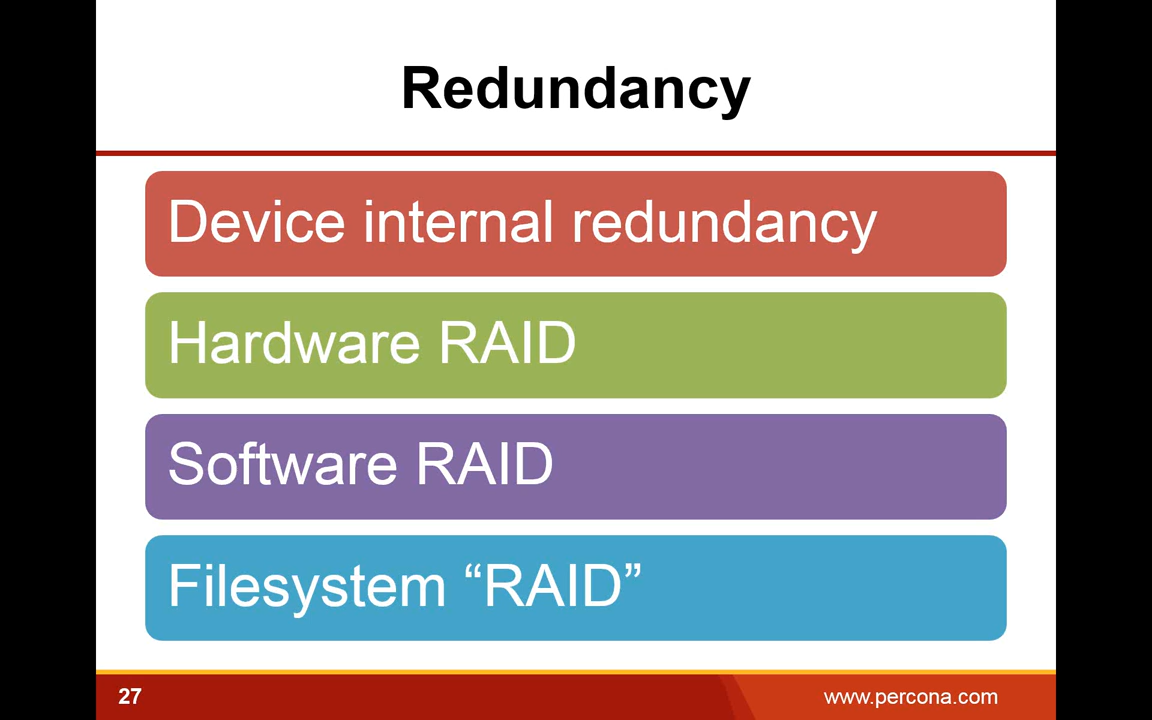 Redundancy
Device internal redundancy
Hardware RAID
Software RAID
Filesystem “RAID”
27
www.percona.com